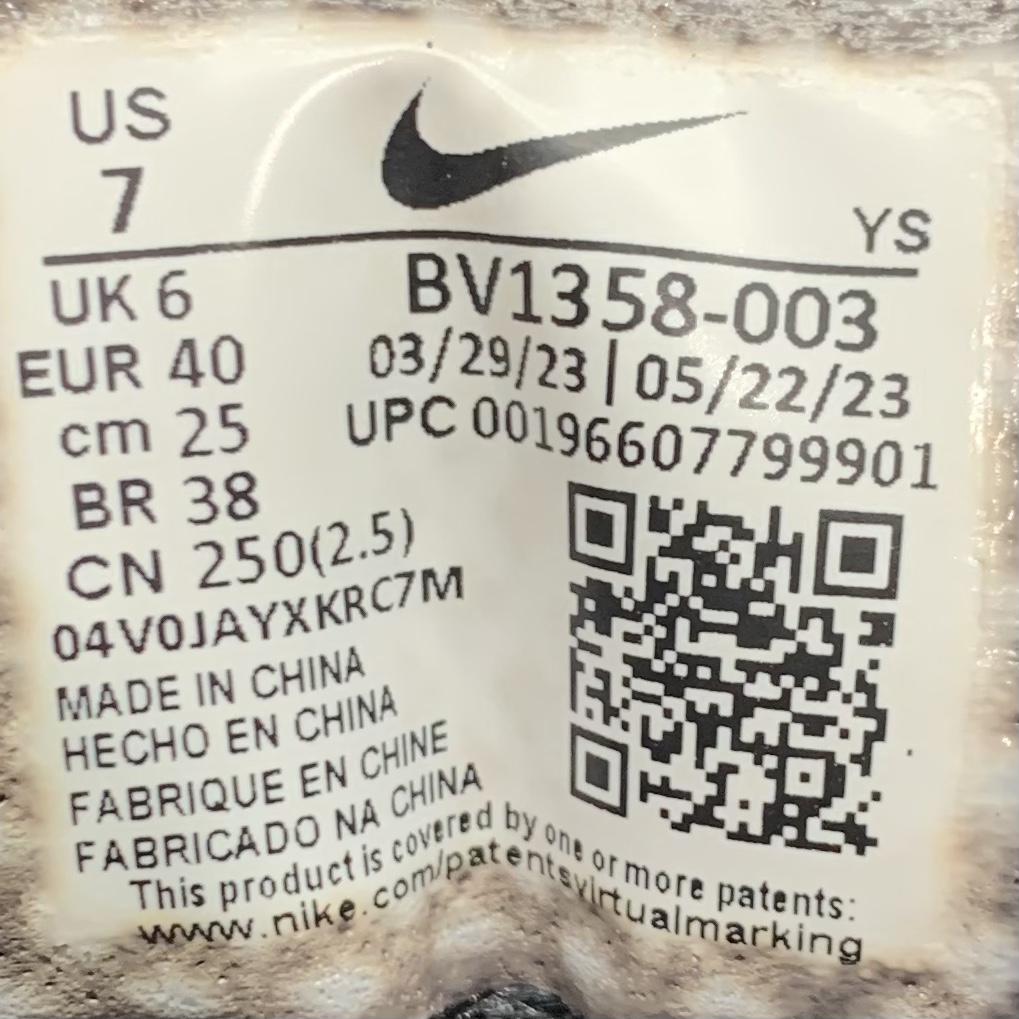 US
7
YS
UK 6
EUR 40
cm 25
BR 38
CN 250(2.5)
04V0JAYXKRC7M
MADE IN CHINA
HECHO EN CHINA
FABRIQUE EN CHINE
FABRICADO NA CHINA
BV1358-003
03/29/23 | 05/22/23
UPC 00196607799901
This product is covered by one or more patents:
www.nike.com/patentsvirtualmarking